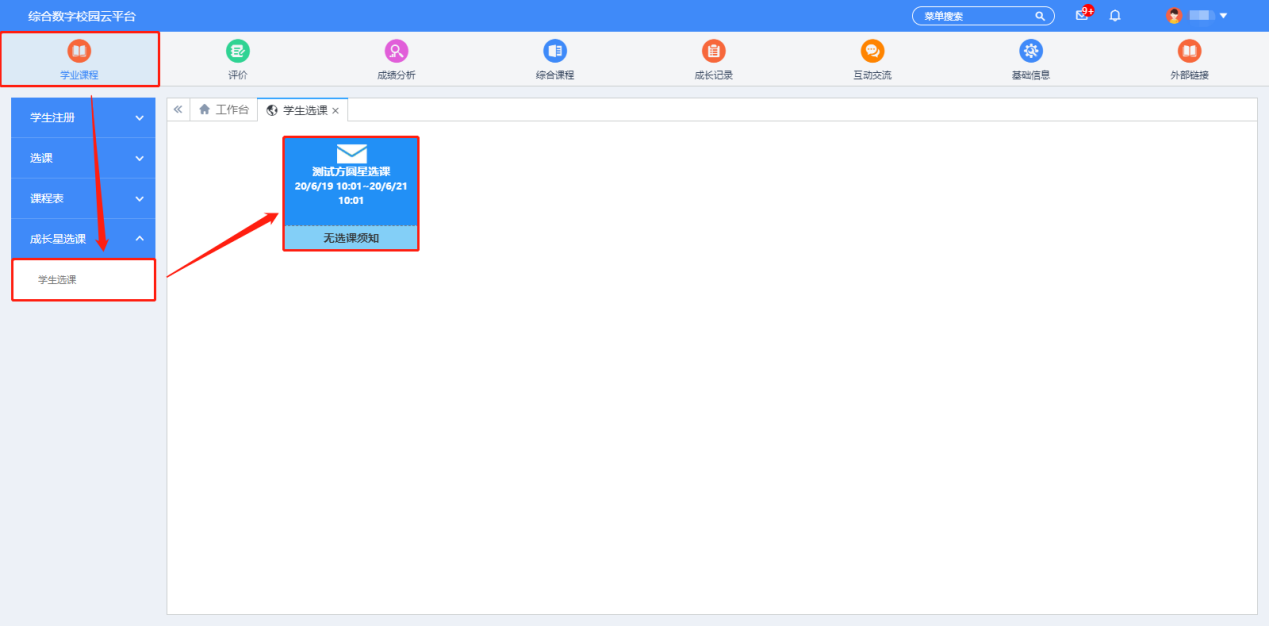 综合数字校园云平台
菜单搜索
9+
学业课程
评价
成绩分析
综合课程
成长记录
互动交流
基础信息
外部链接
学生注册
选课
课程表
成长星选课
学生选课
工作台
学生选课
测试方圆星选课
20/6/19 10:01~20/6/21
10:01
无选课须知